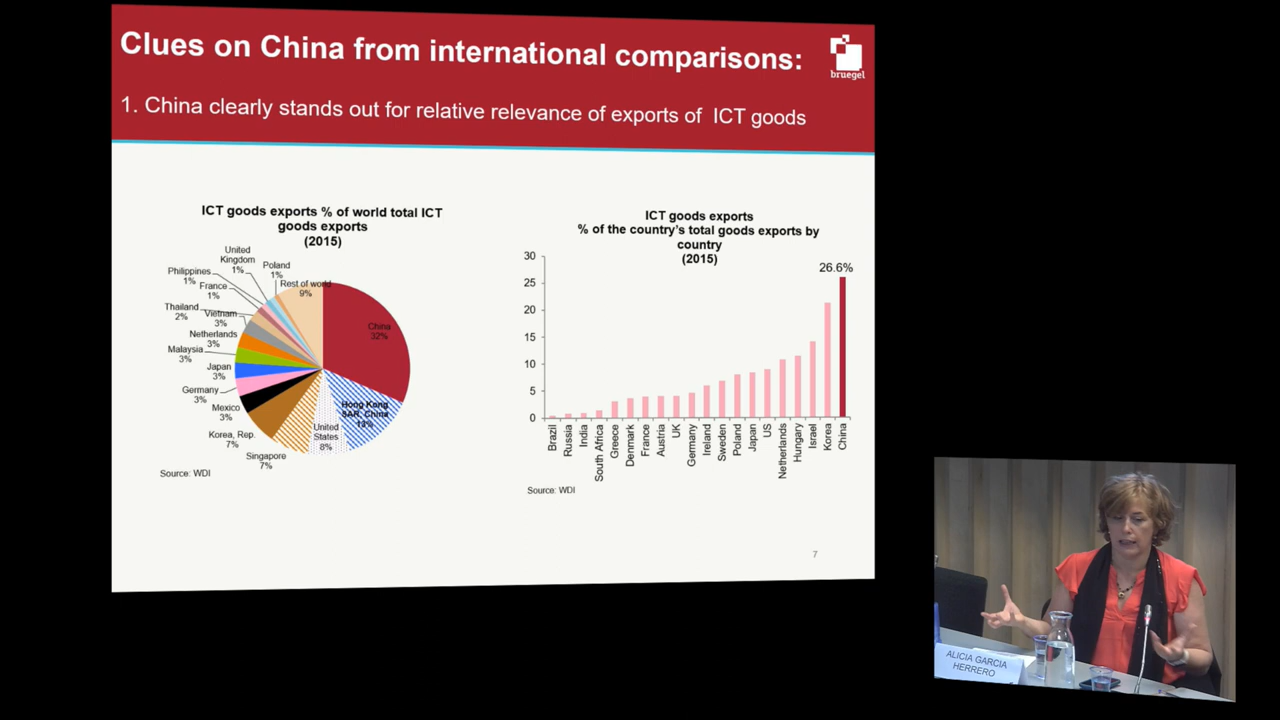 Clues on China from international comparisons:
bruegel
1. China clearly stands out for relative relevance of exports of ICT goods
ICT goods exports % of world total ICT
goods exports
(2015)
United
Kingdom
1%
Poland
1%
Philippines
1%
France
1%
Rest of world
9%
Thailand
2%
Vietnam
3%
Netherlands
3%
Malaysia
3%
Japan
3%
Germany
3%
Mexico
3%
Korea, Rep.
7%
Singapore
7%
United
States
8%
Hong Kong
SAR, China
13%
China
32%
Source: WDI
ICT goods exports
% of the country's total goods exports by
country
(2015)
26.6%
30
25
20
15
10
5
0
Brazil
Russia
India
South Africa
Greece
Denmark
France
Austria
UK
Germany
Ireland
Sweden
Poland
Japan
US
Netherlands
Hungary
Israel
Korea
China
Source: WDI
7
ALICIA GARCIA
HERRERO